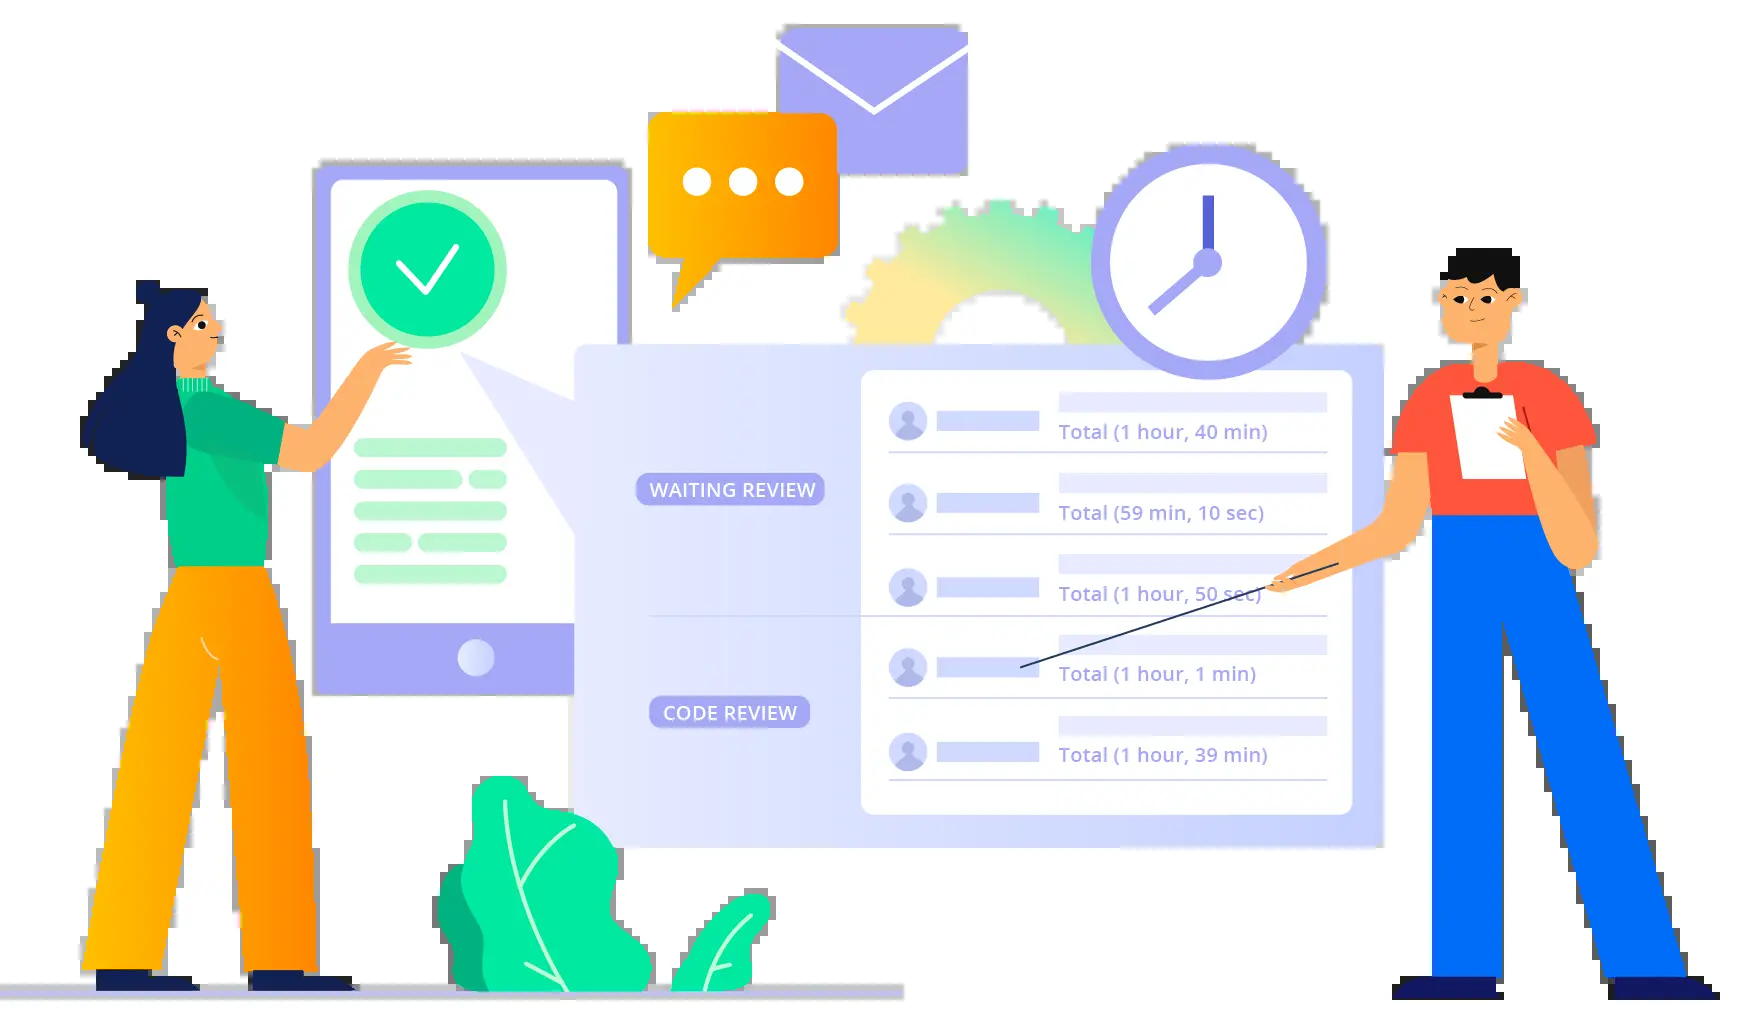 Total (1 hour, 40 min)
WAITING REVIEW
Total (59 min, 10 sec)
Total (1 hour, 50 sec)
Total (1 hour, 1 min)
CODE REVIEW
Total (1 hour, 39 min)